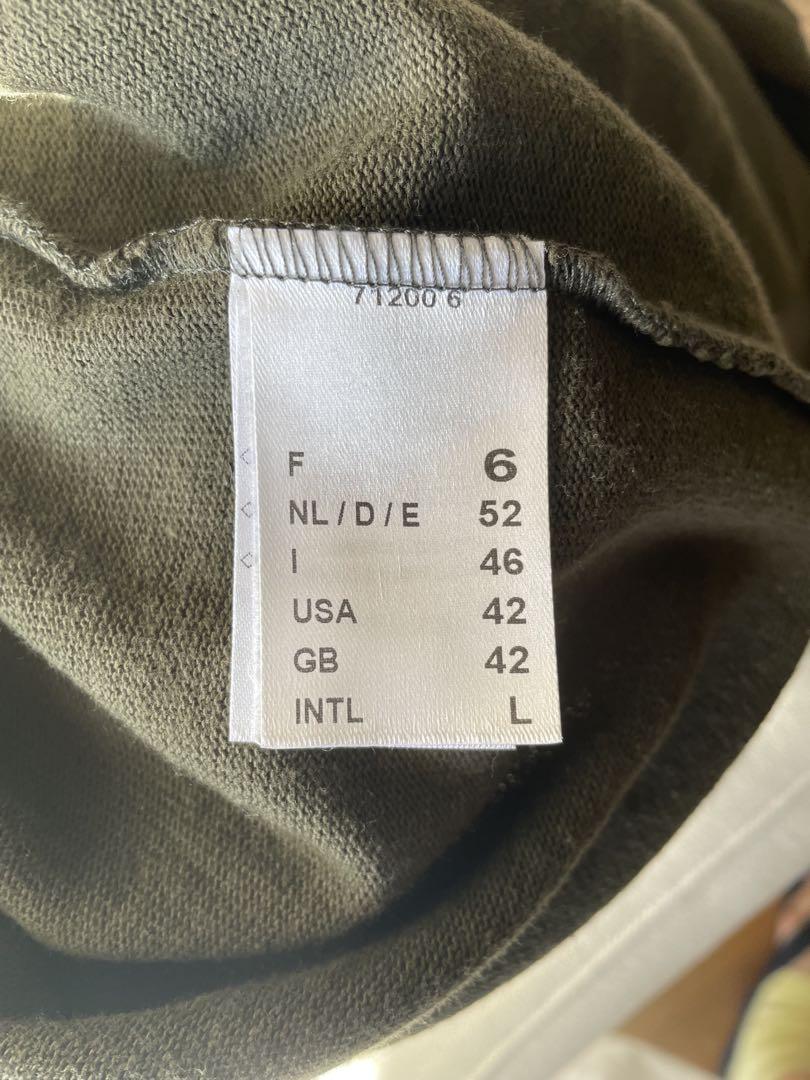 71200 6
F 6
NL / D / E 52
I 46
USA 42
GB 42
INTL L